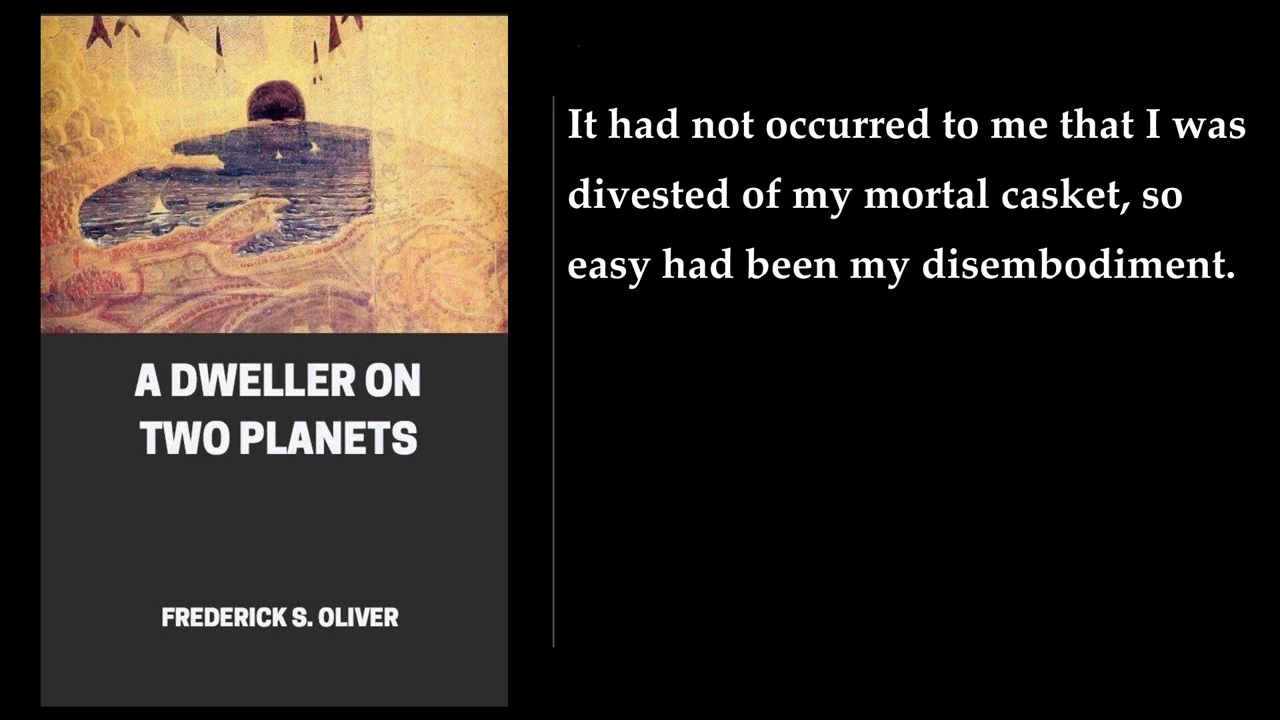 A DWELLER ON
TWO PLANETS
FREDERICK S. OLIVER
It had not occurred to me that I was
divested of my mortal casket, so
easy had been my disembodiment.